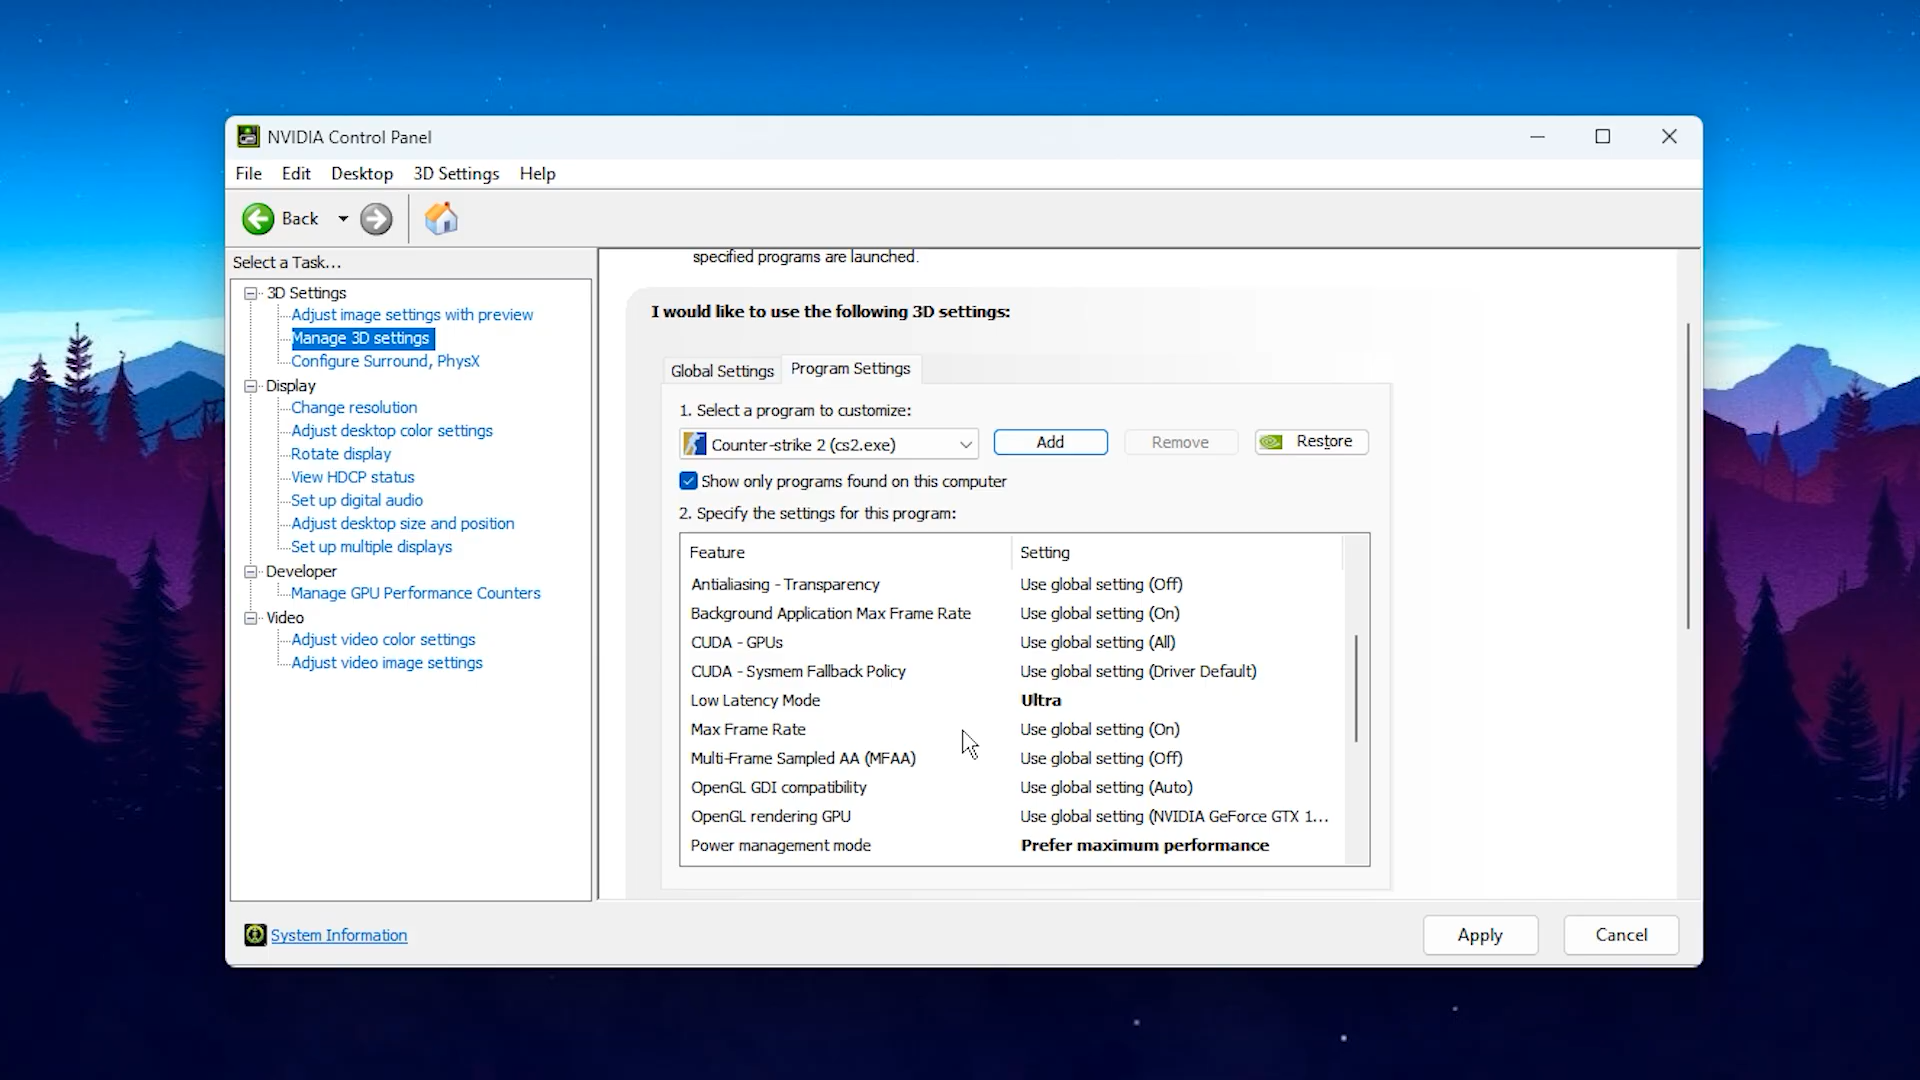 NVIDIA Control Panel
File Edit Desktop 3D Settings Help
Back
Select a Task...
3D Settings
Adjust image settings with preview
Manage 3D settings
Configure Surround, PhysX
Display
Change resolution
Adjust desktop color settings
Rotate display
View HDCP status
Set up digital audio
Adjust desktop size and position
Set up multiple displays
Developer
Manage GPU Performance Counters
Video
Adjust video color settings
Adjust video image settings
System Information
specified programs are launched.
I would like to use the following 3D settings:
Global Settings Program Settings
1. Select a program to customize:
Counter-strike 2 (cs2.exe) Add Remove Restore
Show only programs found on this computer
2. Specify the settings for this program:
Feature Setting
Antialiasing - Transparency Use global setting (Off)
Background Application Max Frame Rate Use global setting (On)
CUDA - GPUs Use global setting (All)
CUDA - Sysmem Fallback Policy Use global setting (Driver Default)
Low Latency Mode Ultra
Max Frame Rate Use global setting (On)
Multi-Frame Sampled AA (MFAA) Use global setting (Off)
OpenGL GDI compatibility Use global setting (Auto)
OpenGL rendering GPU Use global setting (NVIDIA GeForce GTX 1...
Power management mode Prefer maximum performance
Apply Cancel